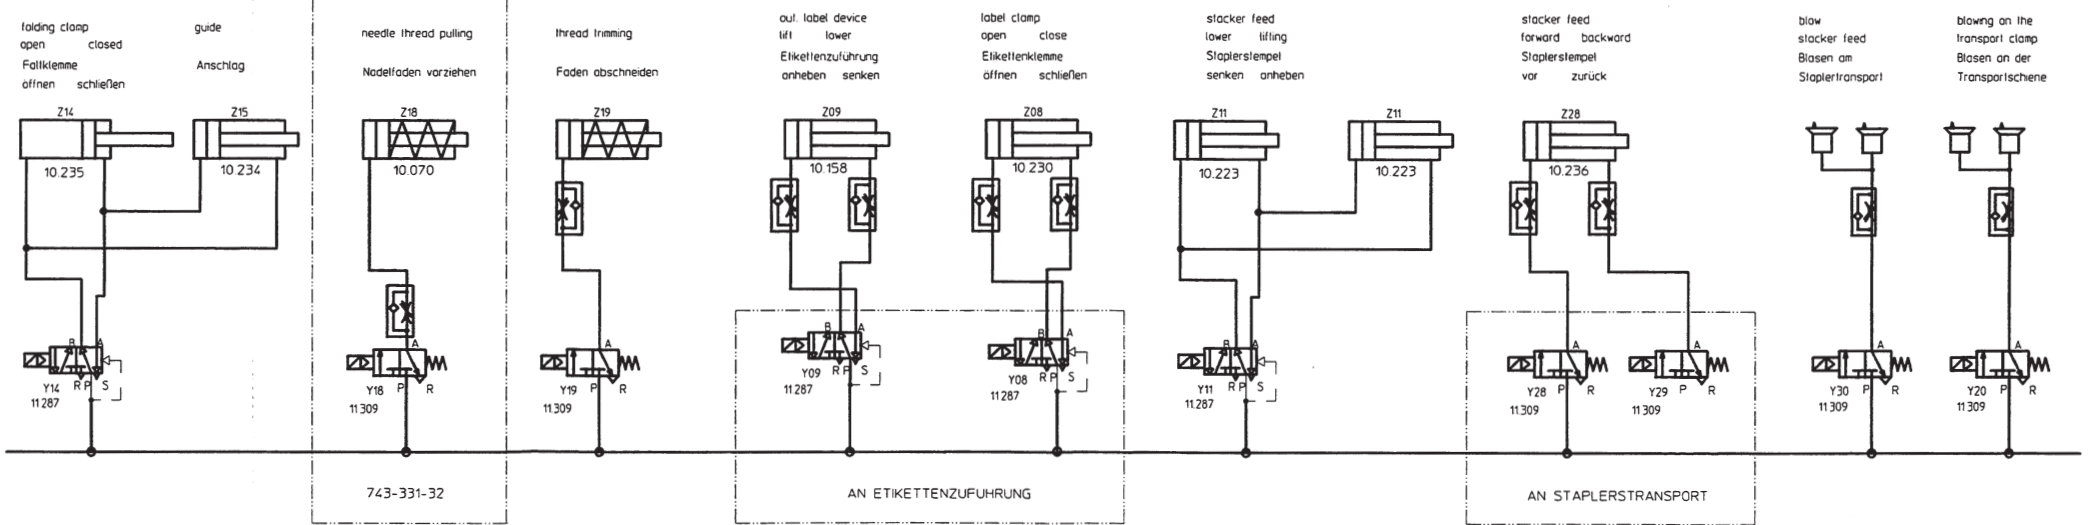 folding clamp
open closed
Faltklemme
öffnen schließen
guide
Anschlag
needle thread pulling
Nadelfaden vorziehen
thread trimming
Faden abschneiden
out. label device
lift lower
Etikettenzuführung
anheben senken
label clamp
open close
Etikettenklemme
öffnen schließen
stacker feed
lower lifting
Staplerstempel
senken anheben
stacker feed
forward backward
Staplerstempel
vor zurück
blow
stacker feed
Blasen am
Staplertransport
blowng on the
transport clamp
Blasen an der
Transportschiene
Z14 Z15 Z18 Z19 Z09 Z08 Z11 Z11 Z28
10.235 10.234 10.070 10.158 10.230 10.223 10.223 10.236
B A
R P S
Y14
11.287
A
P R
Y18
11.309
A
P R
Y19
11.309
B A
R P S
Y09
11.287
B A
R P S
Y08
11.287
B A
R P S
Y11
11.287
A
P R
Y28
11.309
A
P R
Y29
11.309
A
P R
Y30
11.309
A
P R
Y20
11.309
743-331-32
AN ETIKETTENZUFUHRUNG
AN STAPLERSTRANSPORT